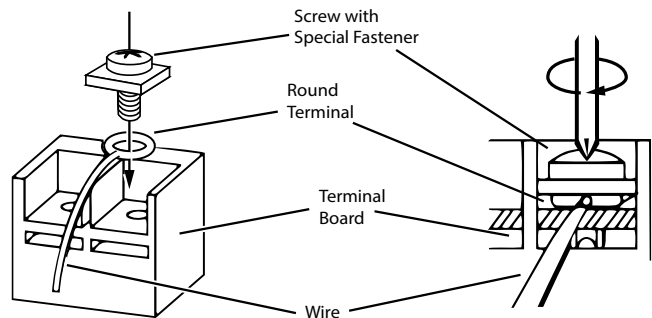 Screw with
Special Fastener
Round
Terminal
Terminal
Board
Wire